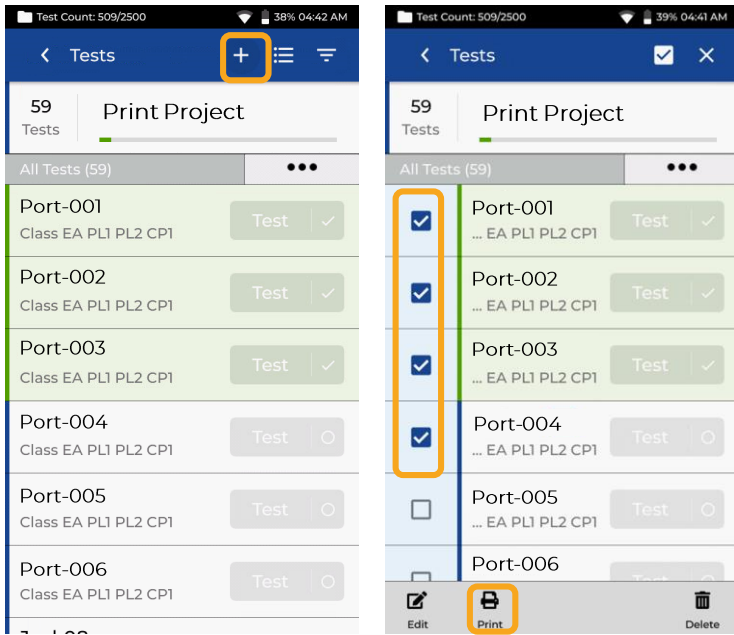 Test Count: 509/2500 38% 04:42 AM
Tests
59
Tests
Print Project
All Tests (59)
Port-001
Class EA PL1 PL2 CP1
Test
Port-002
Class EA PL1 PL2 CP1
Test
Port-003
Class EA PL1 PL2 CP1
Test
Port-004
Class EA PL1 PL2 CP1
Test
Port-005
Class EA PL1 PL2 CP1
Test
Port-006
Class EA PL1 PL2 CP1
Test
Test Count: 509/2500 39% 04:41 AM
Tests
59
Tests
Print Project
All Tests (59)
Port-001
... EA PL1 PL2 CP1
Test
Port-002
... EA PL1 PL2 CP1
Test
Port-003
... EA PL1 PL2 CP1
Test
Port-004
... EA PL1 PL2 CP1
Test
Port-005
... EA PL1 PL2 CP1
Test
Port-006
Edit
Print
Delete